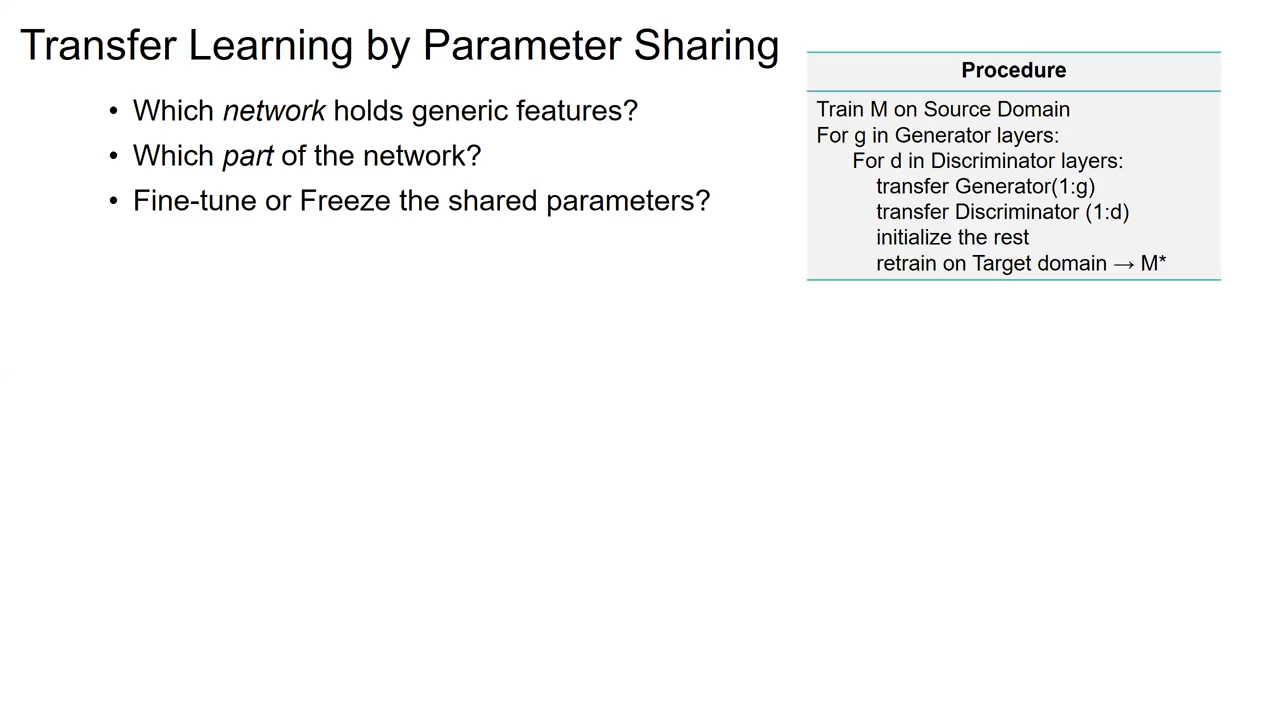 Transfer Learning by Parameter Sharing
• Which network holds generic features?
• Which part of the network?
• Fine-tune or Freeze the shared parameters?
Procedure
Train M on Source Domain
For g in Generator layers:
For d in Discriminator layers:
transfer Generator(1:g)
transfer Discriminator (1:d)
initialize the rest
retrain on Target domain → M*